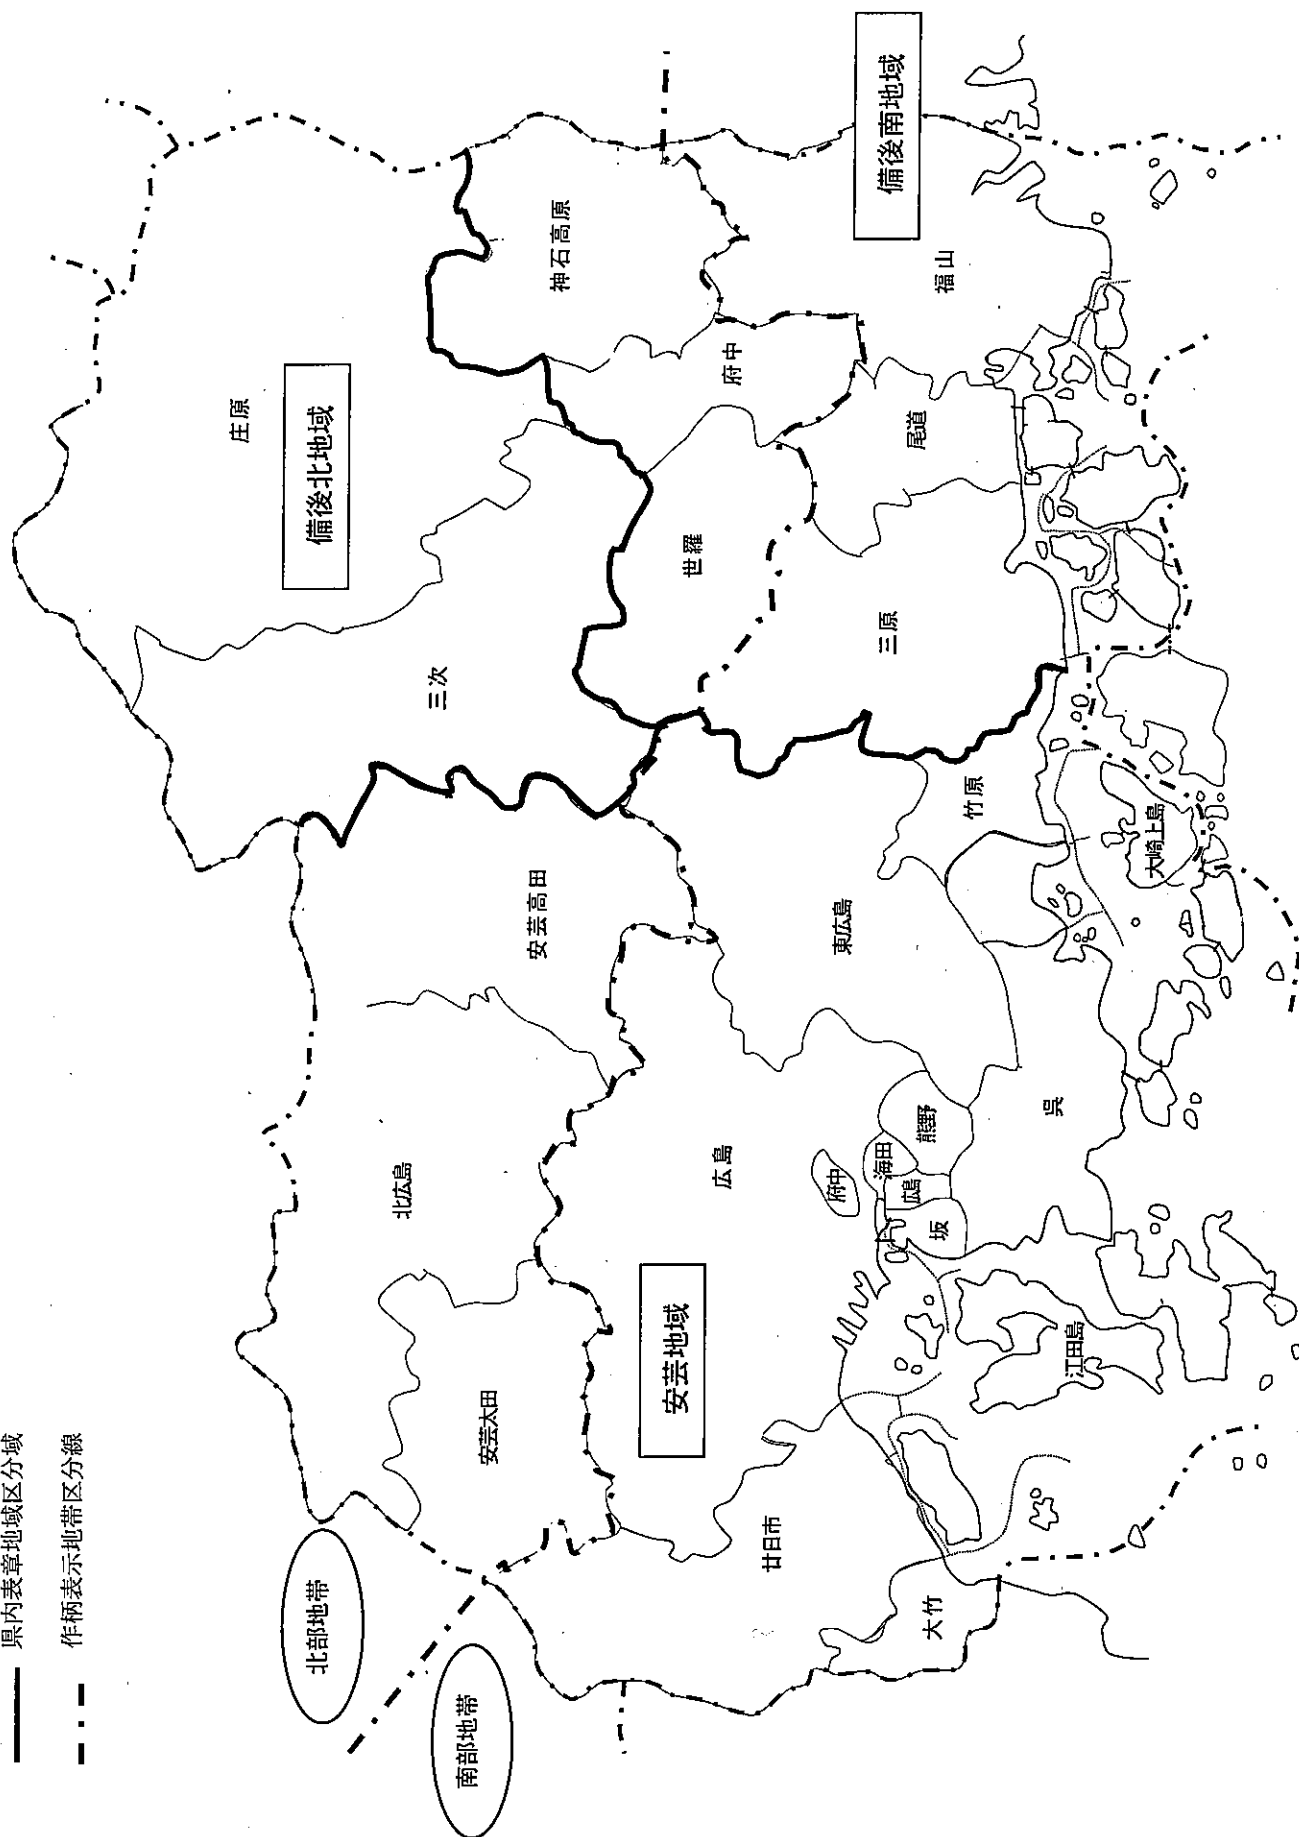 県内表章地域区分域
作柄表示地帯区分線
北部地帯
南部地帯
備後北地域
備後南地域
安芸地域
庄原
三次
神石高原
府中
世羅
福山
尾道
三原
安芸高田
北広島
安芸太田
広島
東広島
竹原
大崎上島
呉
熊野
海田
府中
広島
坂
江田島
廿日市
大竹